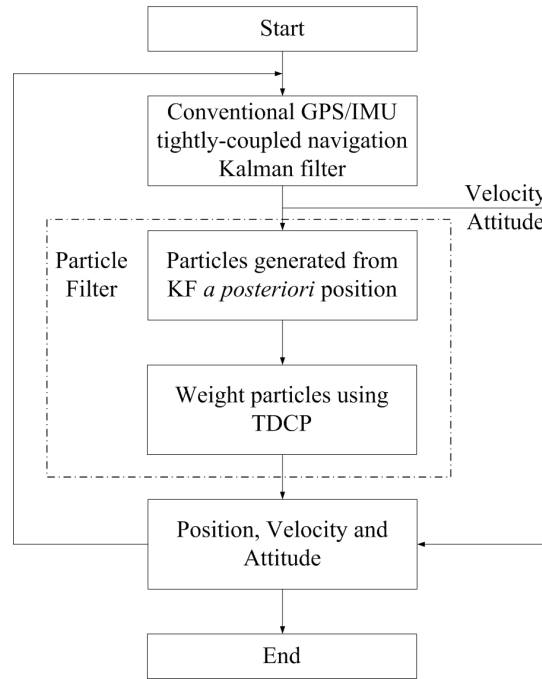 Start
Conventional GPS/IMU
tightly-coupled navigation
Kalman filter
Velocity
Attitude
Particle
Filter
Particles generated from
KF a posteriori position
Weight particles using
TDCP
Position, Velocity and
Attitude
End